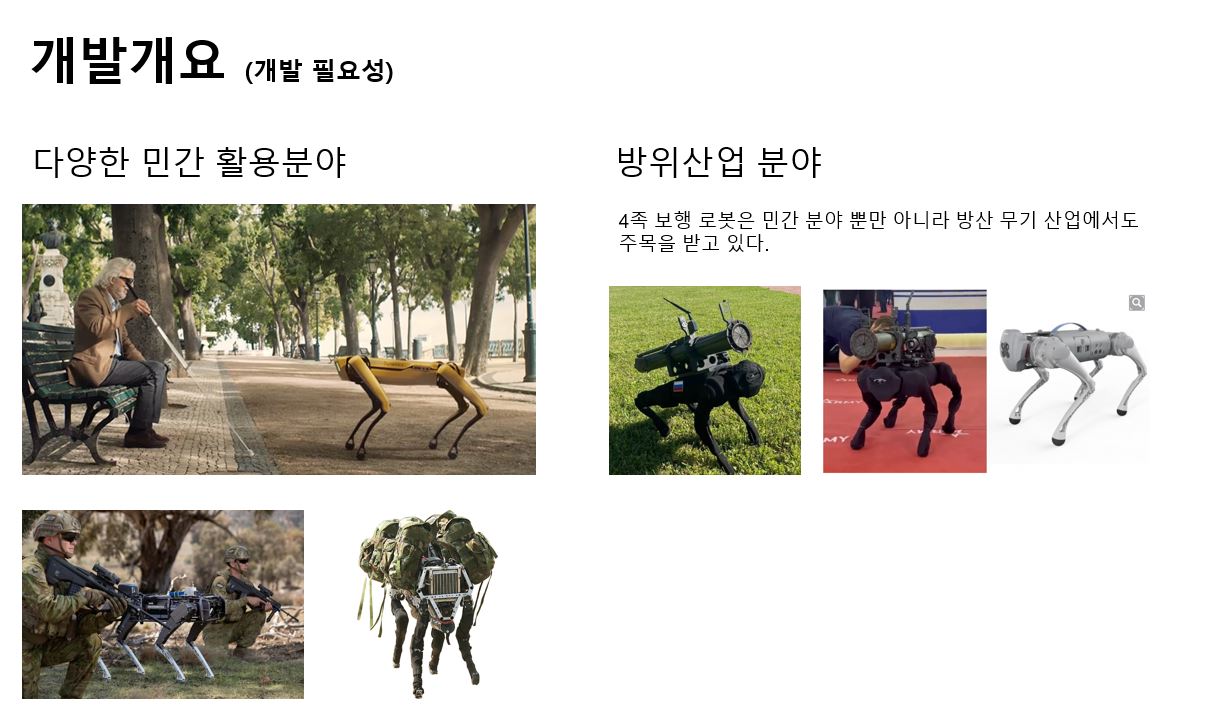 개발개요 (개발 필요성)
다양한 민간 활용분야
방위산업 분야
4족 보행 로봇은 민간 분야 뿐만 아니라 방산 무기 산업에서도
주목을 받고 있다.